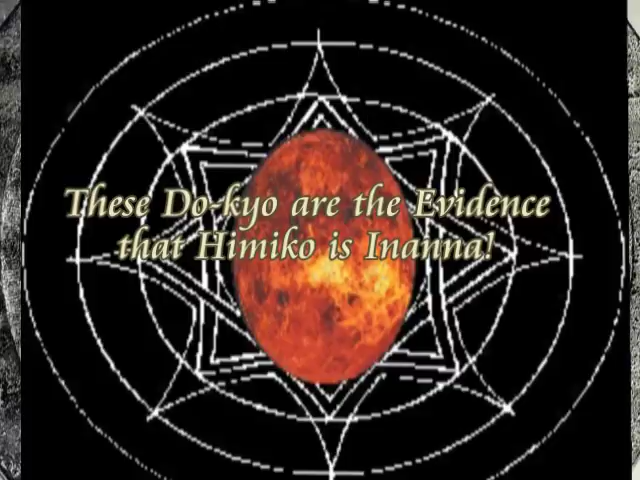 These Do-kyo are the Evidence
that Himiko is Inanna!